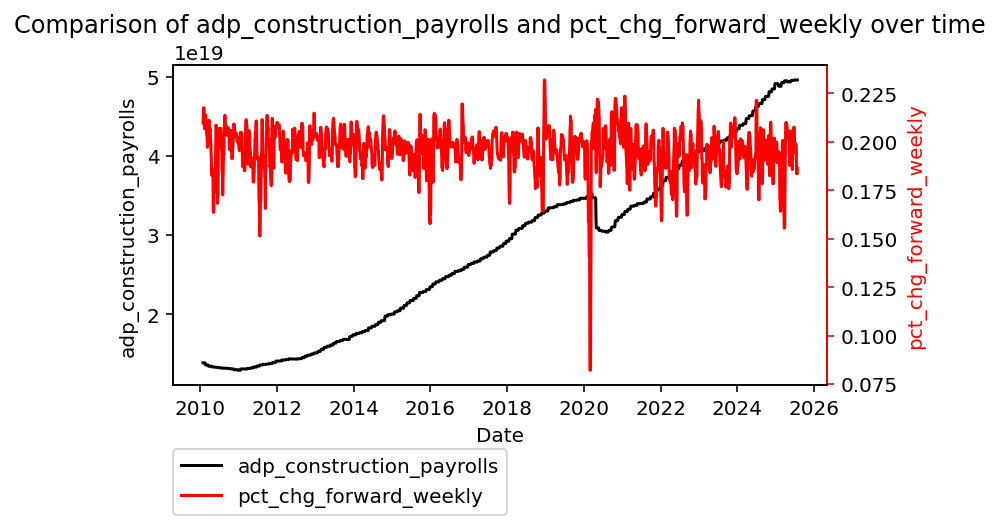 Comparison of adp_construction_payrolls and pct_chg_forward_weekly over time
1e19
5
4
3
2
adp_construction_payrolls
0.225
0.200
0.175
0.150
0.125
0.100
0.075
pct_chg_forward_weekly
2010 2012 2014 2016 2018 2020 2022 2024 2026
Date
adp_construction_payrolls
pct_chg_forward_weekly